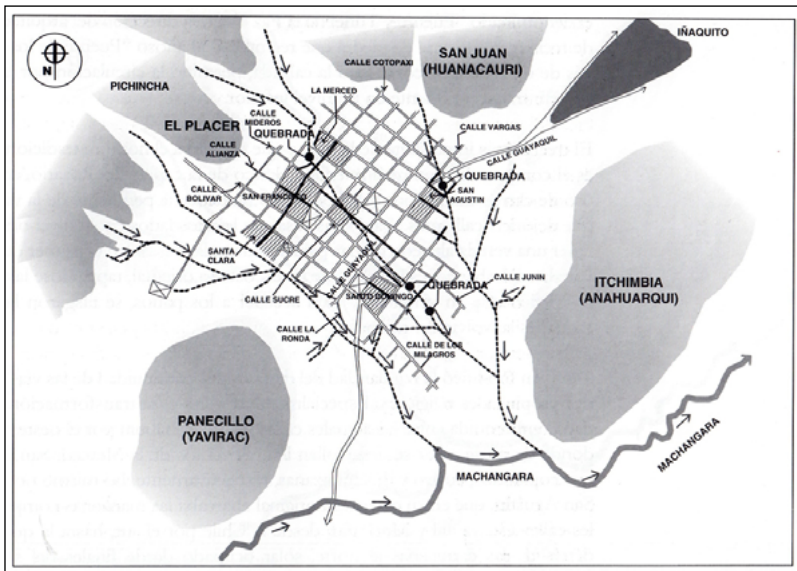 IÑAQUITO
SAN JUAN
(HUANACAURI)
CALLE COTOPAXI
N
PICHINCHA
LA MERCED
EL PLACER
CALLE
MIDEROS
QUEBRADA
CALLE VARGAS
CALLE
ALIANZA
CALLE GUAYAQUIL
QUEBRADA
CALLE
BOLIVAR
SAN FRANCISCO
SAN
AGUSTIN
SANTA
CLARA
CALLE GUAYAQUIL
CALLE SUCRE
QUEBRADA
CALLE JUNIN
SANTO DOMINGO
ITCHIMBIA
(ANAHUARQUI)
CALLE LA
RONDA
CALLE DE LOS
MILAGROS
PANECILLO
(YAVIRAC)
MACHANGARA
MACHANGARA